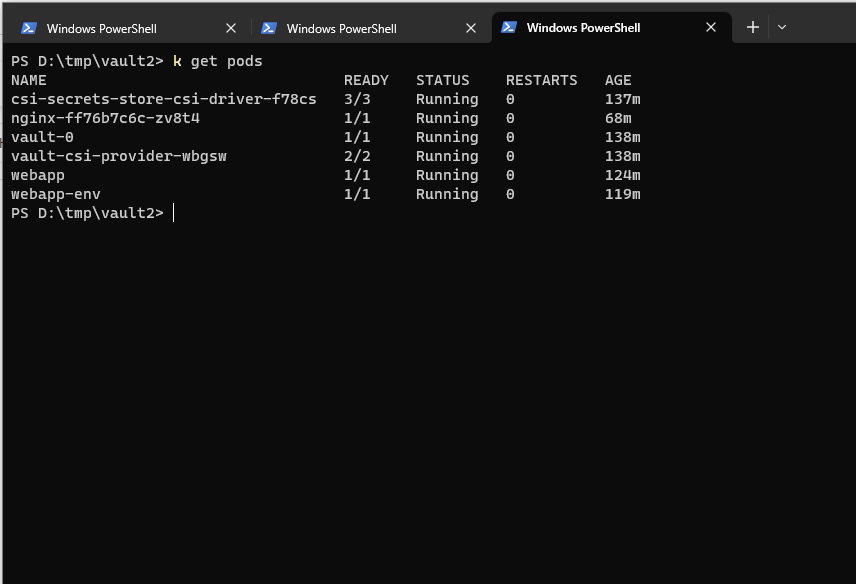 Windows PowerShell Windows PowerShell Windows PowerShell
PS D:\tmp\vault2> k get pods
NAME READY STATUS RESTARTS AGE
csi-secrets-store-csi-driver-f78cs 3/3 Running 0 137m
nginx-ff76b7c6c-zv8t4 1/1 Running 0 68m
vault-0 1/1 Running 0 138m
vault-csi-provider-wbgsw 2/2 Running 0 138m
webapp 1/1 Running 0 124m
webapp-env 1/1 Running 0 119m
PS D:\tmp\vault2>